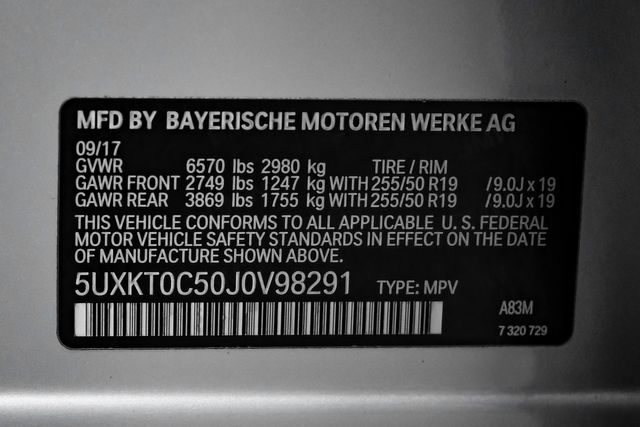 MFD BY BAYERISCHE MOTOREN WERKE AG
09/17
GVWR 6570 lbs 2980 kg TIRE / RIM
GAWR FRONT 2749 lbs 1247 kg WITH 255/50 R19 /9.0J x 19
GAWR REAR 3869 lbs 1755 kg WITH 255/50 R19 /9.0J x 19
THIS VEHICLE CONFORMS TO ALL APPLICABLE U. S. FEDERAL
MOTOR VEHICLE SAFETY STANDARDS IN EFFECT ON THE DATE
OF MANUFACTURE SHOWN ABOVE.
5UXKT0C50J0V98291 TYPE: MPV
A83M
7 320 729